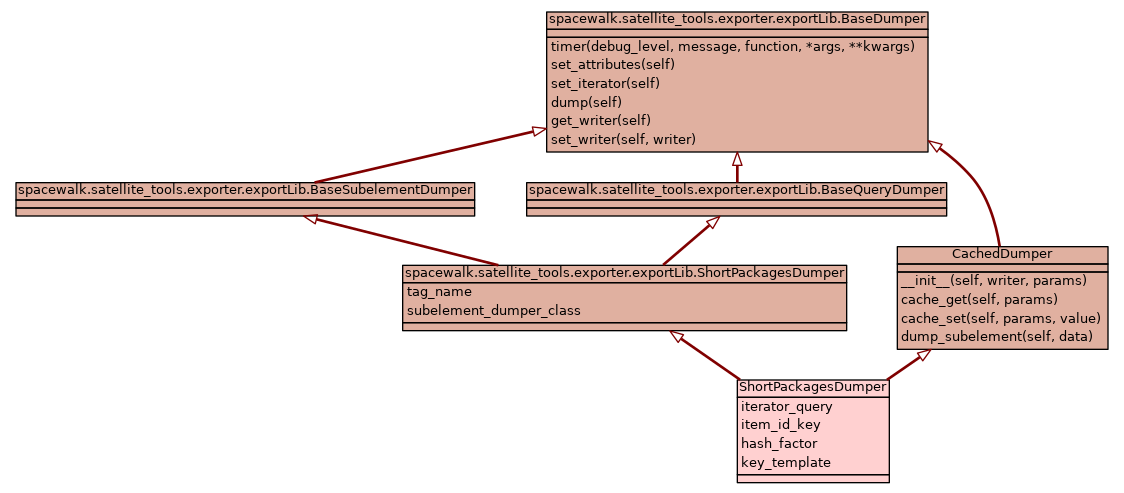 spacewalk.satellite_tools.exporter.exportLib.BaseDumper
timer(debug_level, message, function, *args, **kwargs)
set_attributes(self)
set_iterator(self)
dump(self)
get_writer(self)
set_writer(self, writer)
spacewalk.satellite_tools.exporter.exportLib.BaseSubelementDumper
spacewalk.satellite_tools.exporter.exportLib.BaseQueryDumper
CachedDumper
__init__(self, writer, params)
cache_get(self, params)
cache_set(self, params, value)
dump_subelement(self, data)
spacewalk.satellite_tools.exporter.exportLib.ShortPackagesDumper
tag_name
subelement_dumper_class
ShortPackagesDumper
iterator_query
item_id_key
hash_factor
key_template